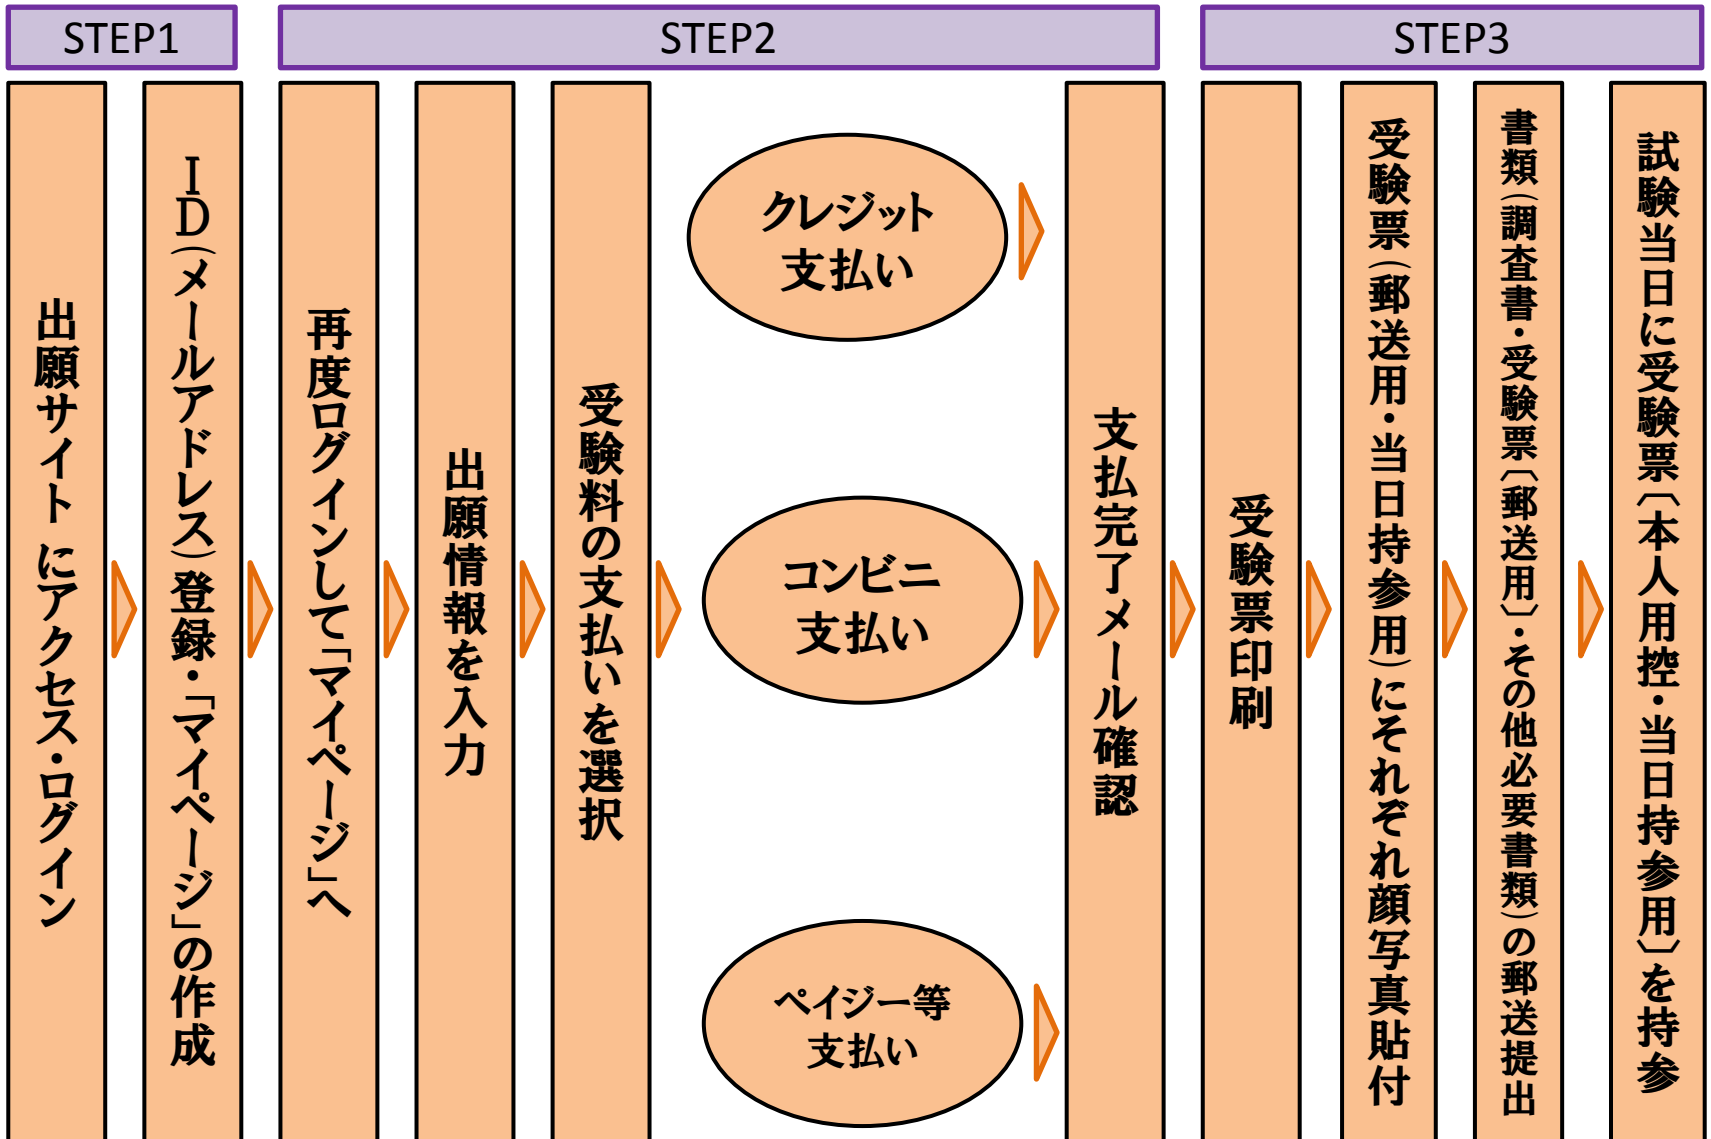 STEP1
STEP2
STEP3
出願サイトにアクセス・ログイン
ID（メールアドレス）登録・「マイページ」の作成
再度ログインして「マイページ」へ
出願情報を入力
受験料の支払いを選択
クレジット
支払い
コンビニ
支払い
ペイジー等
支払い
支払完了メール確認
受験票印刷
受験票（郵送用・当日持参用）にそれぞれ顔写真貼付
書類（調査書・受験票〔郵送用〕・その他必要書類）の郵送提出
試験当日に受験票〔本人用控・当日持参用〕を持参